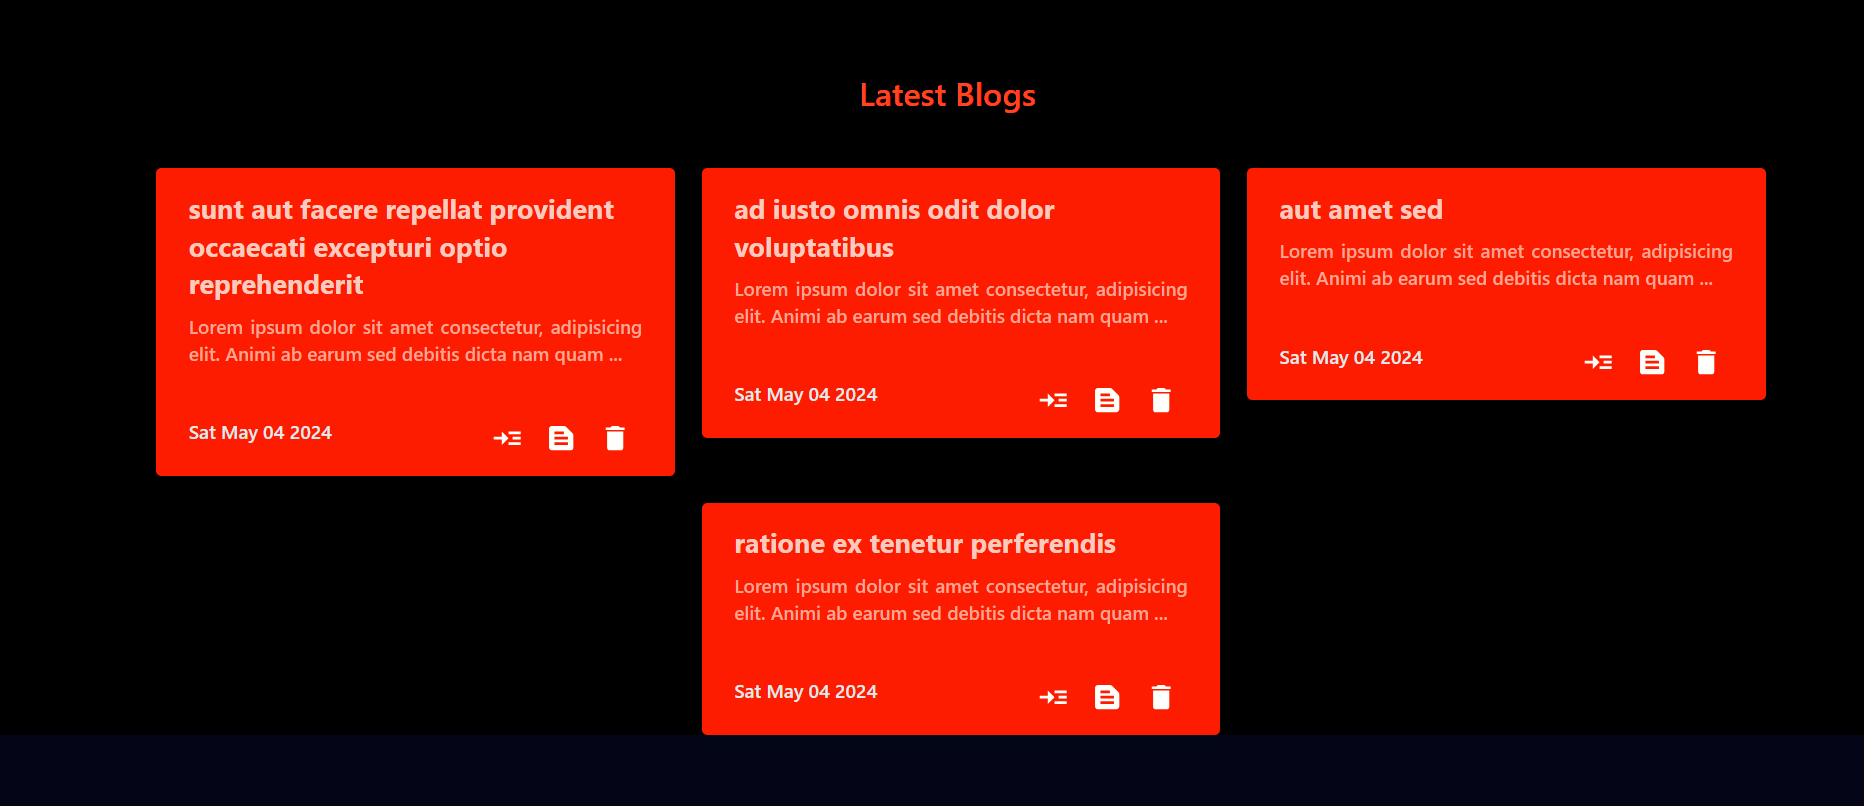 Latest Blogs
sunt aut facere repellat provident
occaecati excepturi optio
reprehenderit
Lorem ipsum dolor sit amet consectetur, adipisicing
elit. Animi ab earum sed debitis dicta nam quam ...
Sat May 04 2024
ad iusto omnis odit dolor
voluptatibus
Lorem ipsum dolor sit amet consectetur, adipisicing
elit. Animi ab earum sed debitis dicta nam quam ...
Sat May 04 2024
aut amet sed
Lorem ipsum dolor sit amet consectetur, adipisicing
elit. Animi ab earum sed debitis dicta nam quam ...
Sat May 04 2024
ratione ex tenetur perferendis
Lorem ipsum dolor sit amet consectetur, adipisicing
elit. Animi ab earum sed debitis dicta nam quam ...
Sat May 04 2024